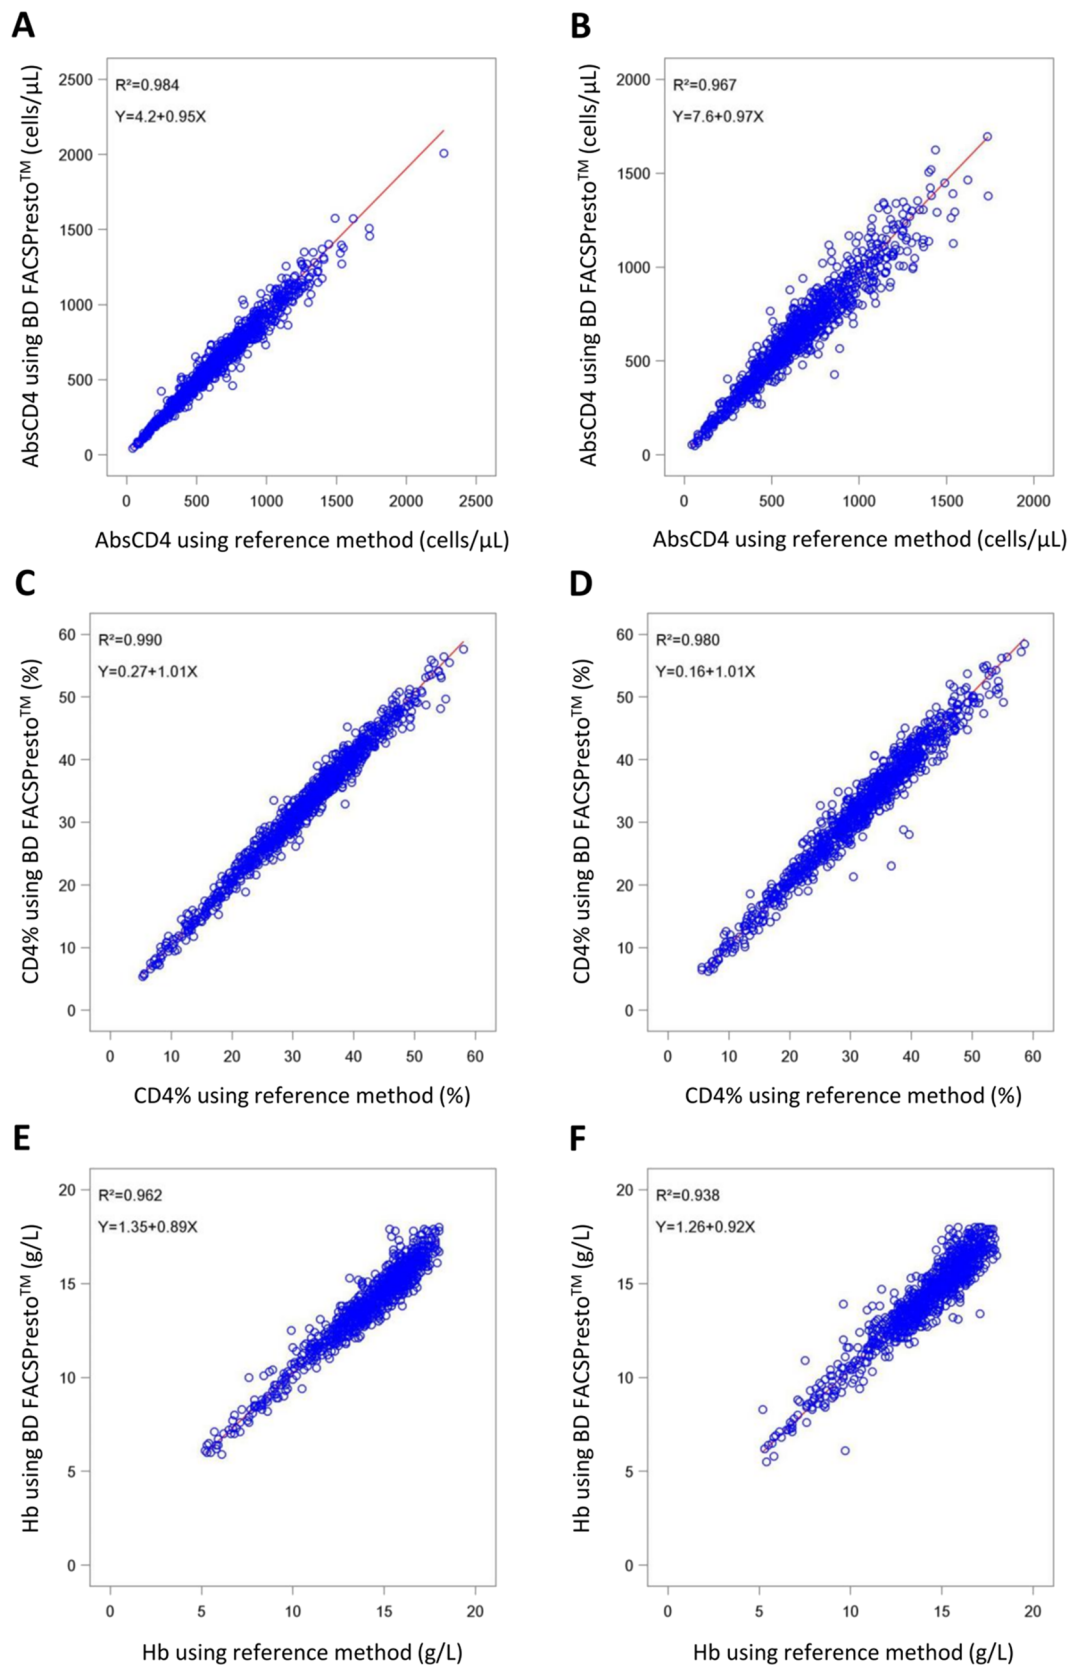 A
AbsCD4 using BD FACSPresto™ (cells/µL)
2500
2000
1500
1000
500
0
R²=0.984
Y=4.2+0.95X
0 500 1000 1500 2000 2500
AbsCD4 using reference method (cells/µL)
B
AbsCD4 using BD FACSPresto™ (cells/µL)
2000
1500
1000
500
0
R²=0.967
Y=7.6+0.97X
0 500 1000 1500 2000
AbsCD4 using reference method (cells/µL)
C
CD4% using BD FACSPresto™ (%)
60
50
40
30
20
10
0
R²=0.990
Y=0.27+1.01X
0 10 20 30 40 50 60
CD4% using reference method (%)
D
CD4% using BD FACSPresto™ (%)
60
50
40
30
20
10
0
R²=0.980
Y=0.16+1.01X
0 10 20 30 40 50 60
CD4% using reference method (%)
E
Hb using BD FACSPresto™ (g/L)
20
15
10
5
0
R²=0.962
Y=1.35+0.89X
0 5 10 15 20
Hb using reference method (g/L)
F
Hb using BD FACSPresto™ (g/L)
20
15
10
5
0
R²=0.938
Y=1.26+0.92X
0 5 10 15 20
Hb using reference method (g/L)